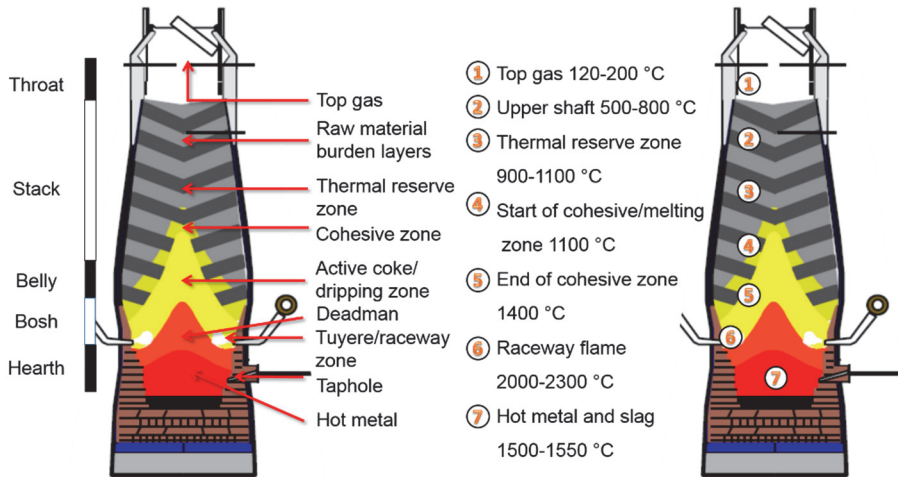 Throat
Stack
Belly
Bosh
Hearth
Top gas
Raw material
burden layers
Thermal reserve
zone
Cohesive zone
Active coke/
dripping zone
Deadman
Tuyere/raceway
zone
Taphole
Hot metal
1 Top gas 120-200 °C
2 Upper shaft 500-800 °C
3 Thermal reserve zone
900-1100 °C
4 Start of cohesive/melting
zone 1100 °C
5 End of cohesive zone
1400 °C
6 Raceway flame
2000-2300 °C
7 Hot metal and slag
1500-1550 °C
1
2
3
4
5
6
7